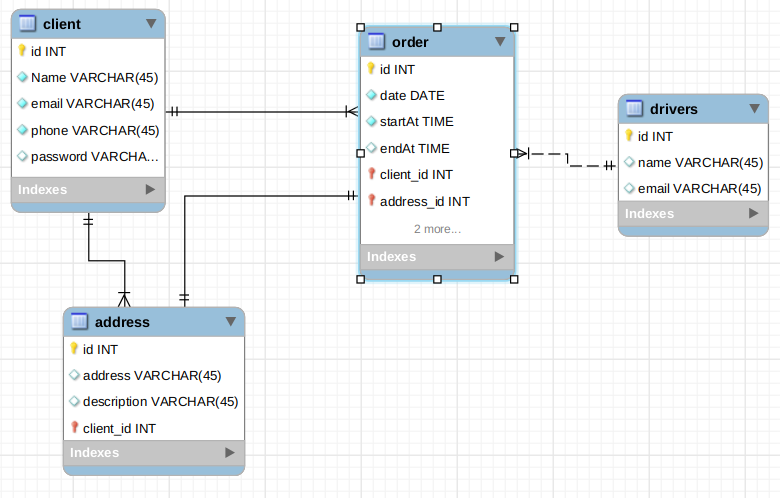 client
id INT
Name VARCHAR(45)
email VARCHAR(45)
phone VARCHAR(45)
password VARCHA...
Indexes
order
id INT
date DATE
startAt TIME
endAt TIME
client_id INT
address_id INT
2 more...
Indexes
drivers
id INT
name VARCHAR(45)
email VARCHAR(45)
Indexes
address
id INT
address VARCHAR(45)
description VARCHAR(45)
client_id INT
Indexes